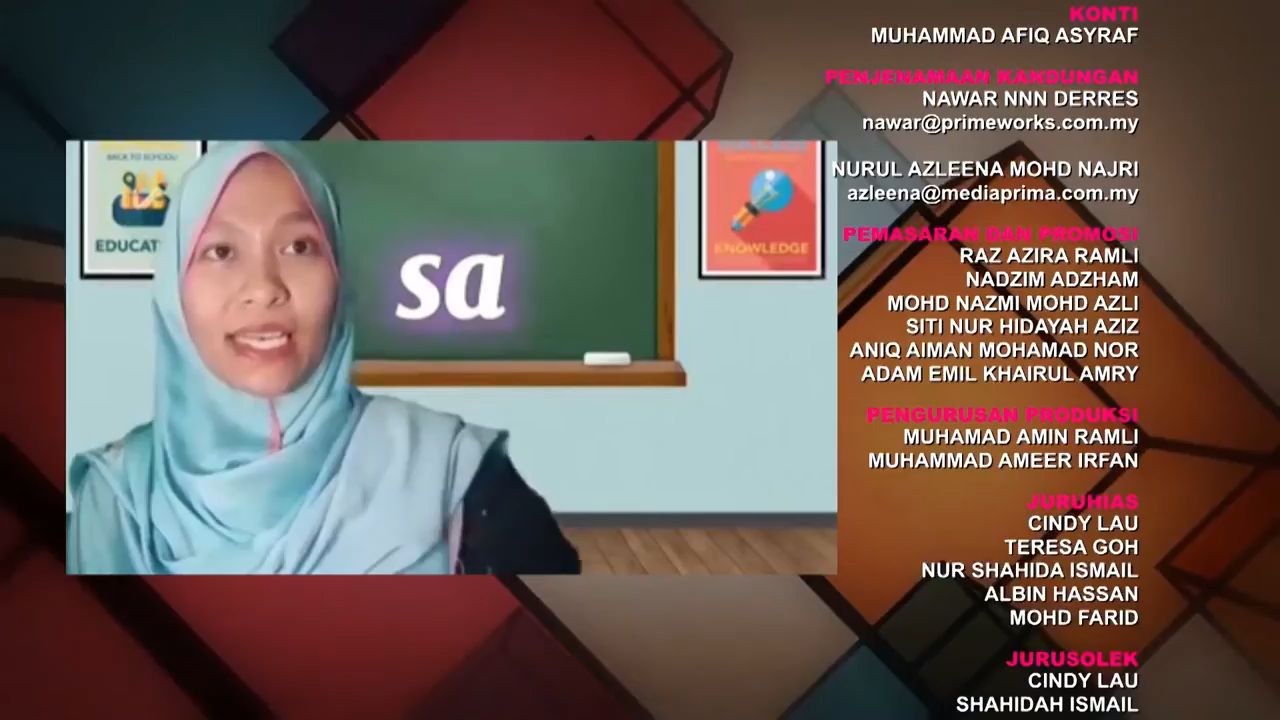 BACK TO SCHOOL!
EDUCAT
sa
KNOWLEDGE
KONTI
MUHAMMAD AFIQ ASYRAF
PENJENAMAAN KANDUNGAN
NAWAR NNN DERRES
nawar@primeworks.com.my
NURUL AZLEENA MOHD NAJRI
azleena@mediaprima.com.my
PEMASARAN DAN PROMOSI
RAZ AZIRA RAMLI
NADZIM ADZHAM
MOHD NAZMI MOHD AZLI
SITI NUR HIDAYAH AZIZ
ANIQ AIMAN MOHAMAD NOR
ADAM EMIL KHAIRUL AMRY
PENGURUSAN PRODUKSI
MUHAMAD AMIN RAMLI
MUHAMMAD AMEER IRFAN
JURUHIAS
CINDY LAU
TERESA GOH
NUR SHAHIDA ISMAIL
ALBIN HASSAN
MOHD FARID
JURUSOLEK
CINDY LAU
SHAHIDAH ISMAIL